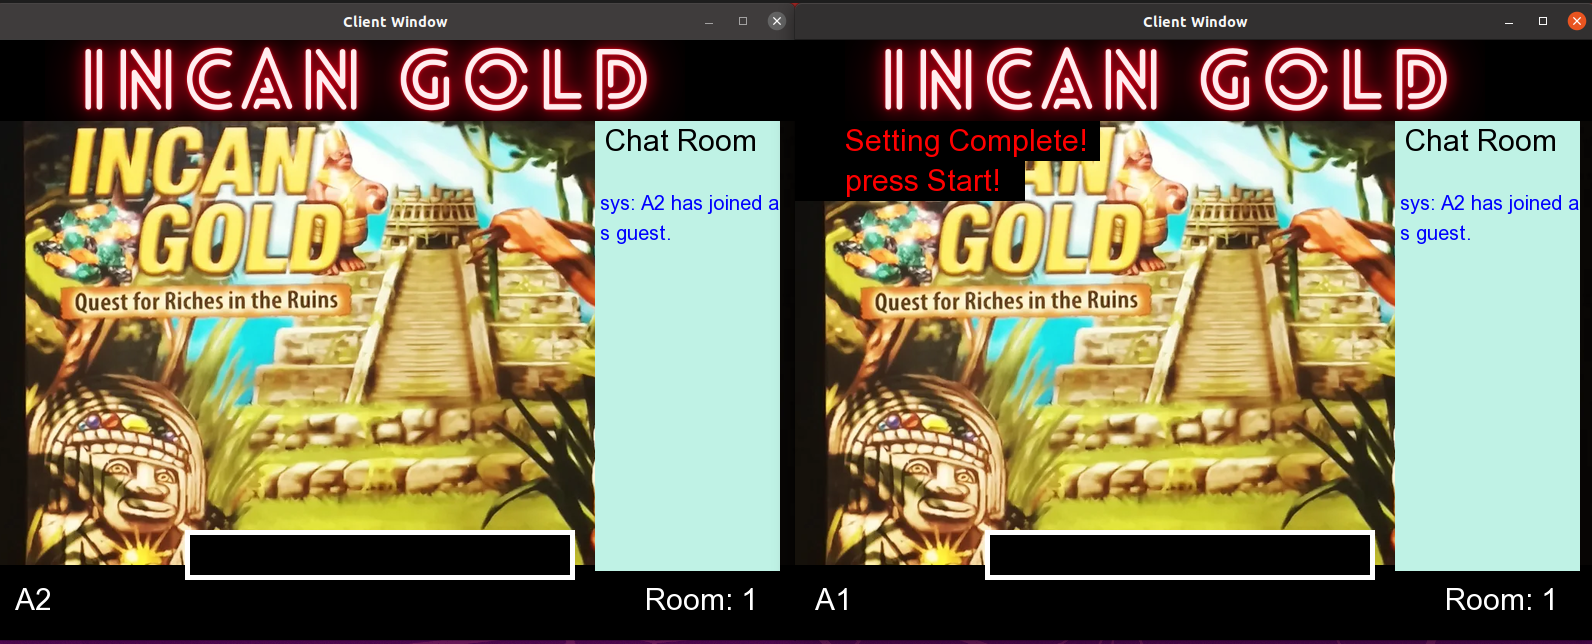 Client Window
INCAN GOLD
INCAN
GOLD
Quest for Riches in the Ruins
Chat Room
sys: A2 has joined a
s guest.
A2
Room: 1
Client Window
INCAN GOLD
Setting Complete!
press Start!
AN
GOLD
Quest for Riches in the Ruins
Chat Room
sys: A2 has joined a
s guest.
A1
Room: 1